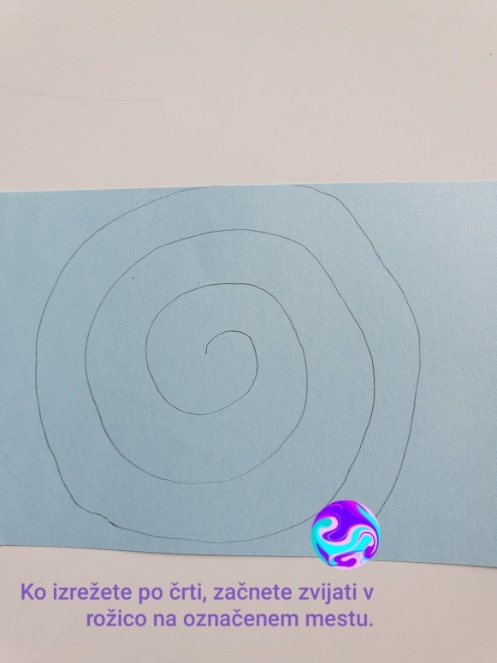 Ko izrežete po črti, začnete zvijati v
rožico na označenem mestu.